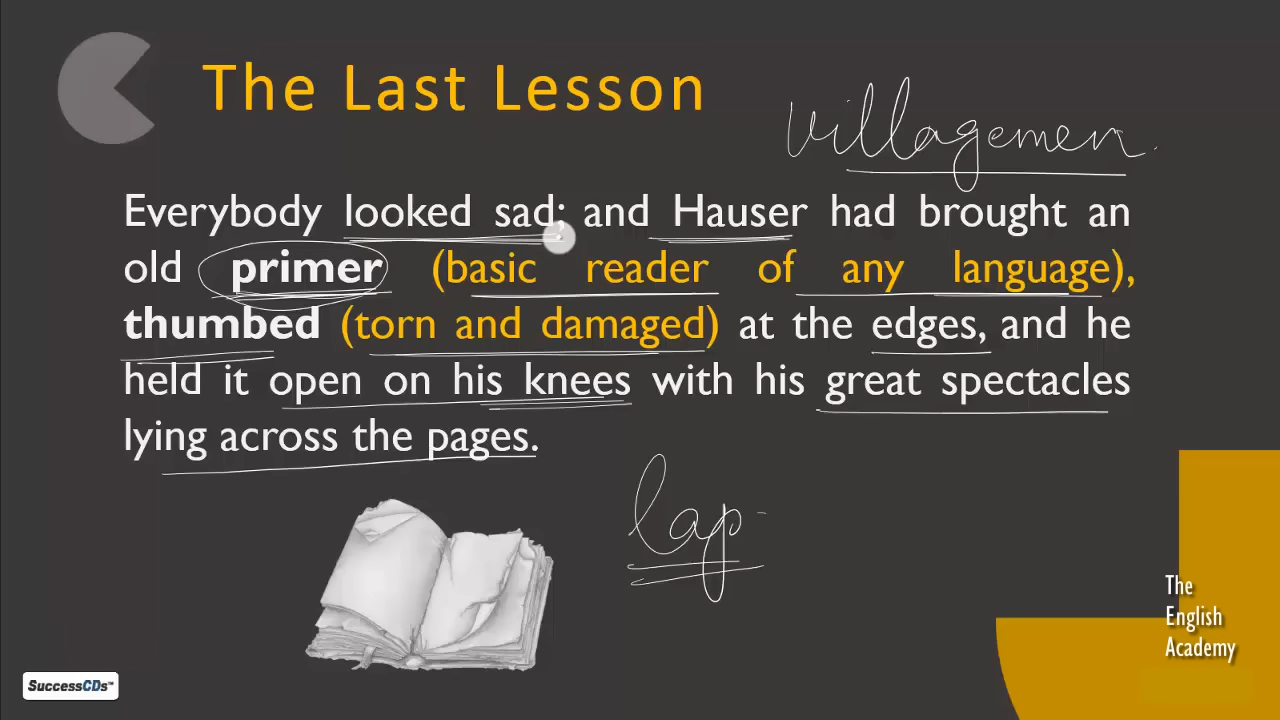 The Last Lesson
villagemen
Everybody looked sad; and Hauser had brought an
old primer (basic reader of any language),
thumbed (torn and damaged) at the edges, and he
held it open on his knees with his great spectacles
lying across the pages.
lap
The
English
Academy
SuccessCDs™